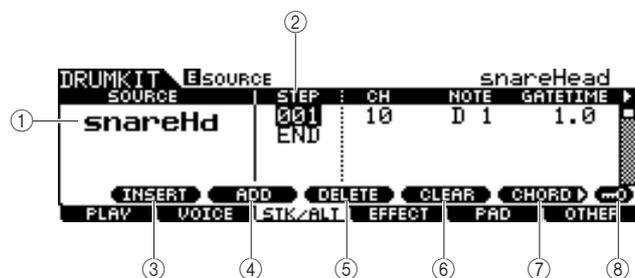 ②
DRUMKIT E SOURCE snareHead
SOURCE STEP CH NOTE GATETIME
① snareHd 001 10 D 1 1.0
END
INSERT ADD DELETE CLEAR CHORD
PLAY VOICE STK/ALT EFFECT PAD OTHER
③ ④ ⑤ ⑥ ⑦ ⑧